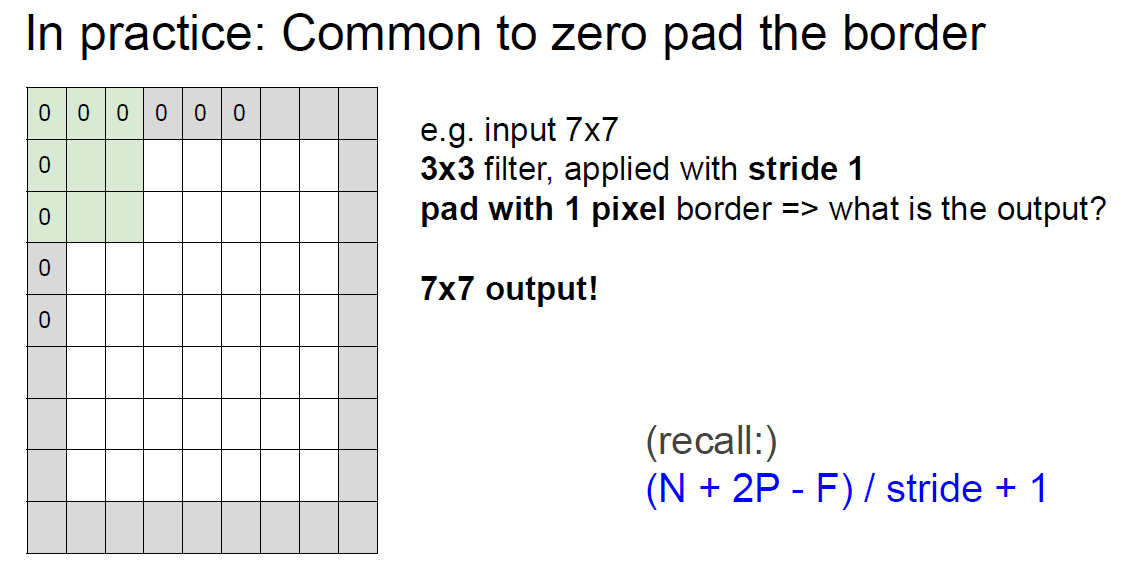 In practice: Common to zero pad the border
0 0 0 0 0 0
0
0
0
0
e.g. input 7x7
3x3 filter, applied with stride 1
pad with 1 pixel border => what is the output?
7x7 output!
(recall:)
(N + 2P - F) / stride + 1